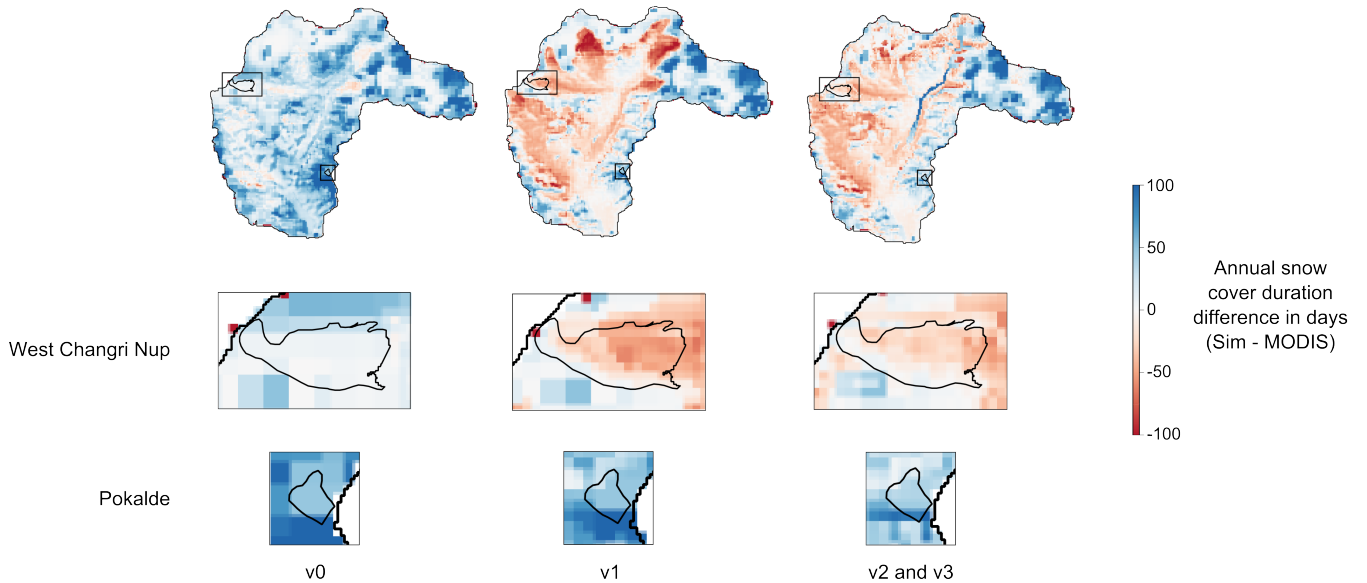 100
50
0
-50
-100
Annual snow
cover duration
difference in days
(Sim - MODIS)
West Changri Nup
Pokalde
v0
v1
v2 and v3